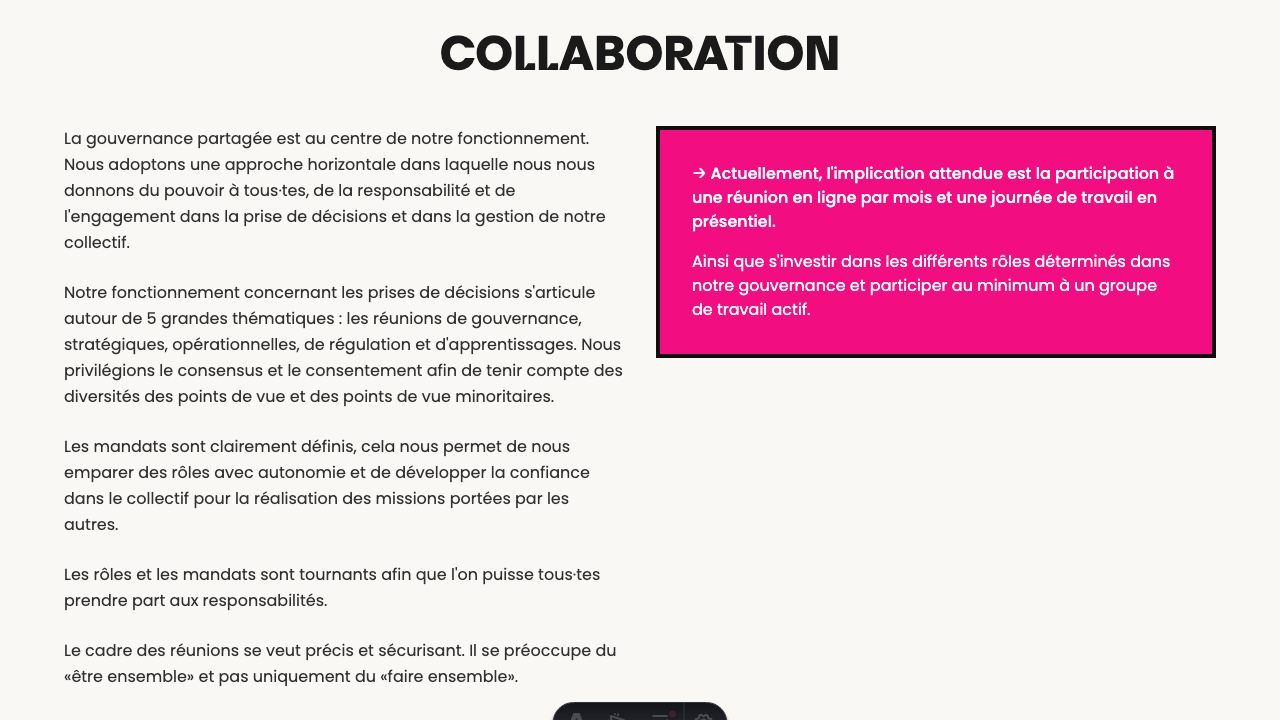 COLLABORATION
La gouvernance partagée est au centre de notre fonctionnement.
Nous adoptons une approche horizontale dans laquelle nous nous
donnons du pouvoir à tous·tes, de la responsabilité et de
l'engagement dans la prise de décisions et dans la gestion de notre
collectif.
Notre fonctionnement concernant les prises de décisions s'articule
autour de 5 grandes thématiques : les réunions de gouvernance,
stratégiques, opérationnelles, de régulation et d'apprentissages. Nous
privilégions le consensus et le consentement afin de tenir compte des
diversités des points de vue et des points de vue minoritaires.
Les mandats sont clairement définis, cela nous permet de nous
emparer des rôles avec autonomie et de développer la confiance
dans le collectif pour la réalisation des missions portées par les
autres.
Les rôles et les mandats sont tournants afin que l'on puisse tous·tes
prendre part aux responsabilités.
Le cadre des réunions se veut précis et sécurisant. Il se préoccupe du
«être ensemble» et pas uniquement du «faire ensemble».
→ Actuellement, l'implication attendue est la participation à
une réunion en ligne par mois et une journée de travail en
présentiel.
Ainsi que s'investir dans les différents rôles déterminés dans
notre gouvernance et participer au minimum à un groupe
de travail actif.